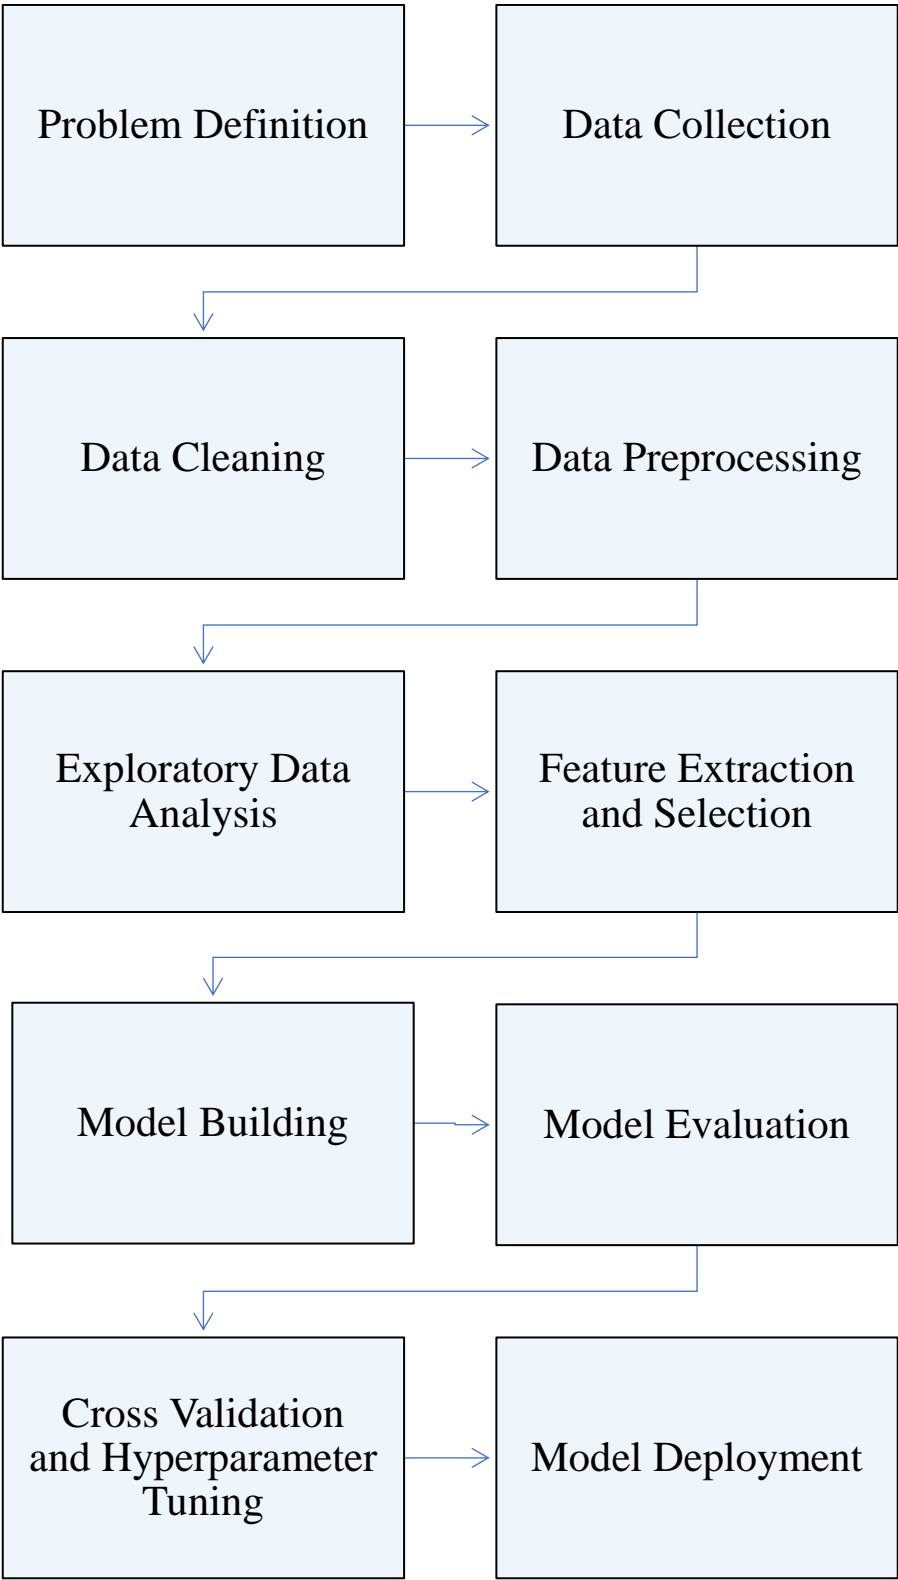 Problem Definition
Data Collection
Data Cleaning
Data Preprocessing
Exploratory Data
Analysis
Feature Extraction
and Selection
Model Building
Model Evaluation
Cross Validation
and Hyperparameter
Tuning
Model Deployment